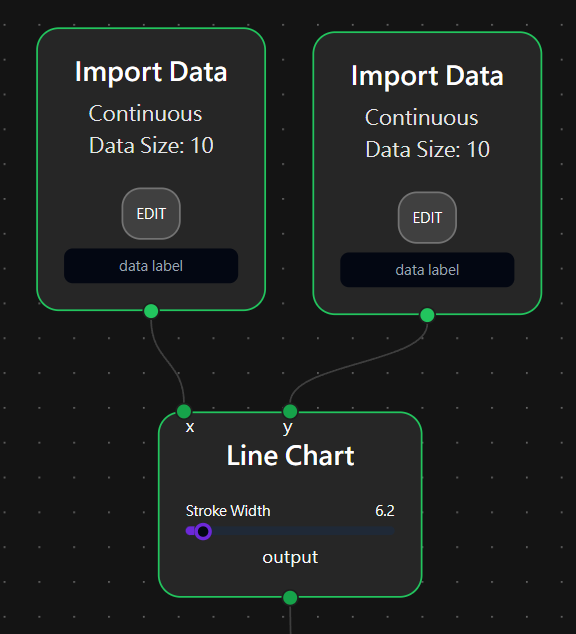 Import Data
Continuous
Data Size: 10
EDIT
data label
Import Data
Continuous
Data Size: 10
EDIT
data label
x
y
Line Chart
Stroke Width 6.2
output